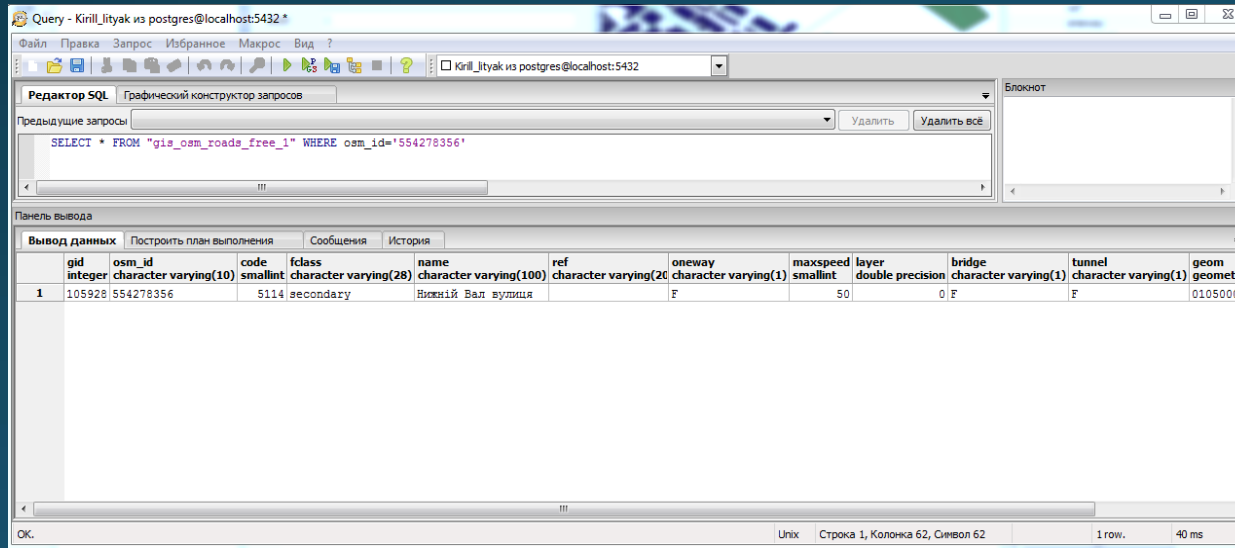 Query - Kirill_lityak из postgres@localhost:5432 *
Файл Правка Запрос Избранное Макрос Вид ?
Kirill_lityak из postgres@localhost:5432
Редактор SQL Графический конструктор запросов
Блокнот
Предыдущие запросы Удалить Удалить всё
SELECT * FROM "gis_osm_roads_free_1" WHERE osm_id='554278356'
Панель вывода
Вывод данных Построить план выполнения Сообщения История
gid osm_id code fclass name ref oneway maxspeed layer bridge tunnel geom
integer character varying(10) smallint character varying(28) character varying(100) character varying(20 character varying(1) smallint double precision character varying(1) character varying(1) geomet
1 105928 554278356 5114 secondary Нижній Вал вулиця F 50 0 F F 010500
OK. Unix Строка 1, Колонка 62, Символ 62 1 row. 40 ms